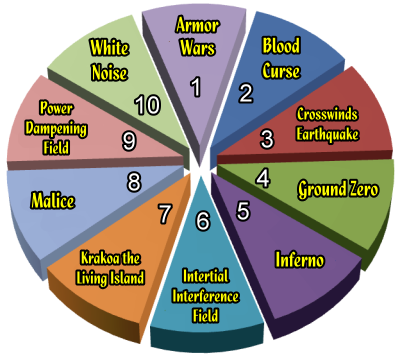 Armor
Wars
1
Blood
Curse
2
Crosswinds
Earthquake
3
Ground Zero
4
Inferno
5
Intertial
Interference
Field
6
Krakoa the
Living Island
7
Malice
8
Power
Dampening
Field
9
White
Noise
10